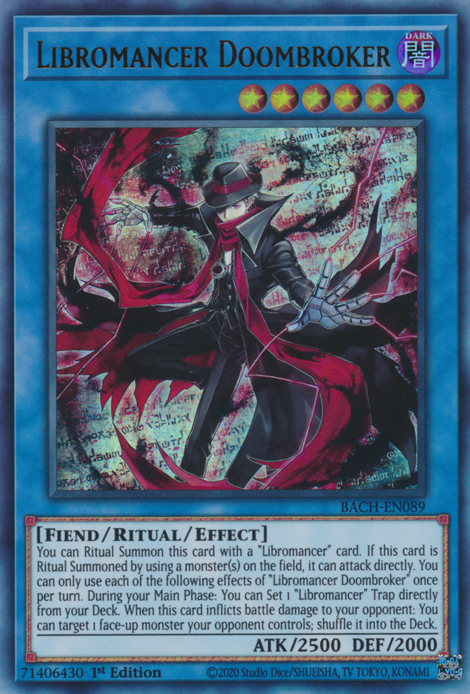 LIBROMANCER DOOMBROKER
DARK
闇
BACH-EN089
[FIEND/RITUAL/EFFECT]
You can Ritual Summon this card with a "Libromancer" card. If this card is
Ritual Summoned by using a monster(s) on the field, it can attack directly. You
can only use each of the following effects of "Libromancer Doombroker" once
per turn. During your Main Phase: You can Set 1 "Libromancer" Trap directly
from your Deck. When this card inflicts battle damage to your opponent: You
can target 1 face-up monster your opponent controls; shuffle it into the Deck.
ATK/2500 DEF/2000
71406430 1st Edition ©2020 Studio Dice/SHUEISHA, TV TOKYO, KONAMI